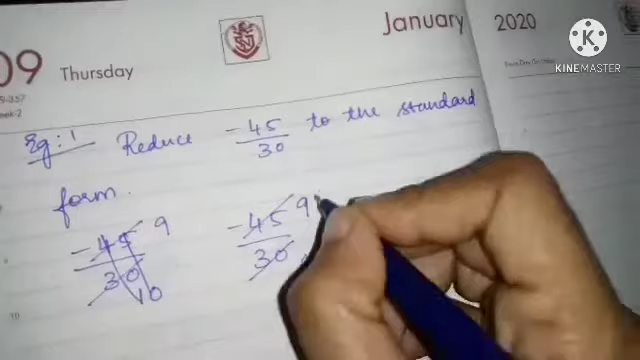 January 2020
09 Thursday
KINEMASTER
Eg : 1 Reduce -45/30 to the standard
form.
-45/30 9 10 -45/30 9